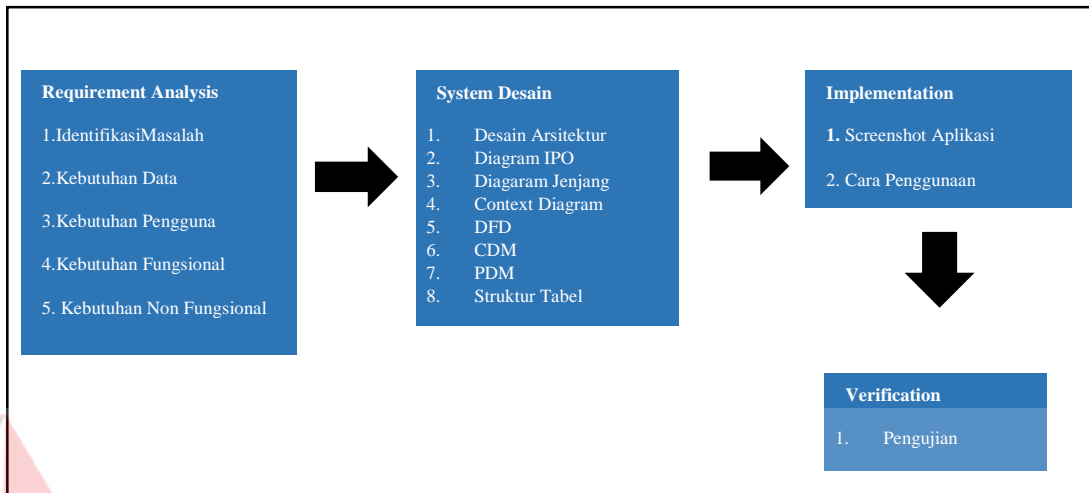 Requirement Analysis
1.IdentifikasiMasalah
2.Kebutuhan Data
3.Kebutuhan Pengguna
4.Kebutuhan Fungsional
5. Kebutuhan Non Fungsional
System Desain
1. Desain Arsitektur
2. Diagram IPO
3. Diagaram Jenjang
4. Context Diagram
5. DFD
6. CDM
7. PDM
8. Struktur Tabel
Implementation
1. Screenshot Aplikasi
2. Cara Penggunaan
Verification
1. Pengujian